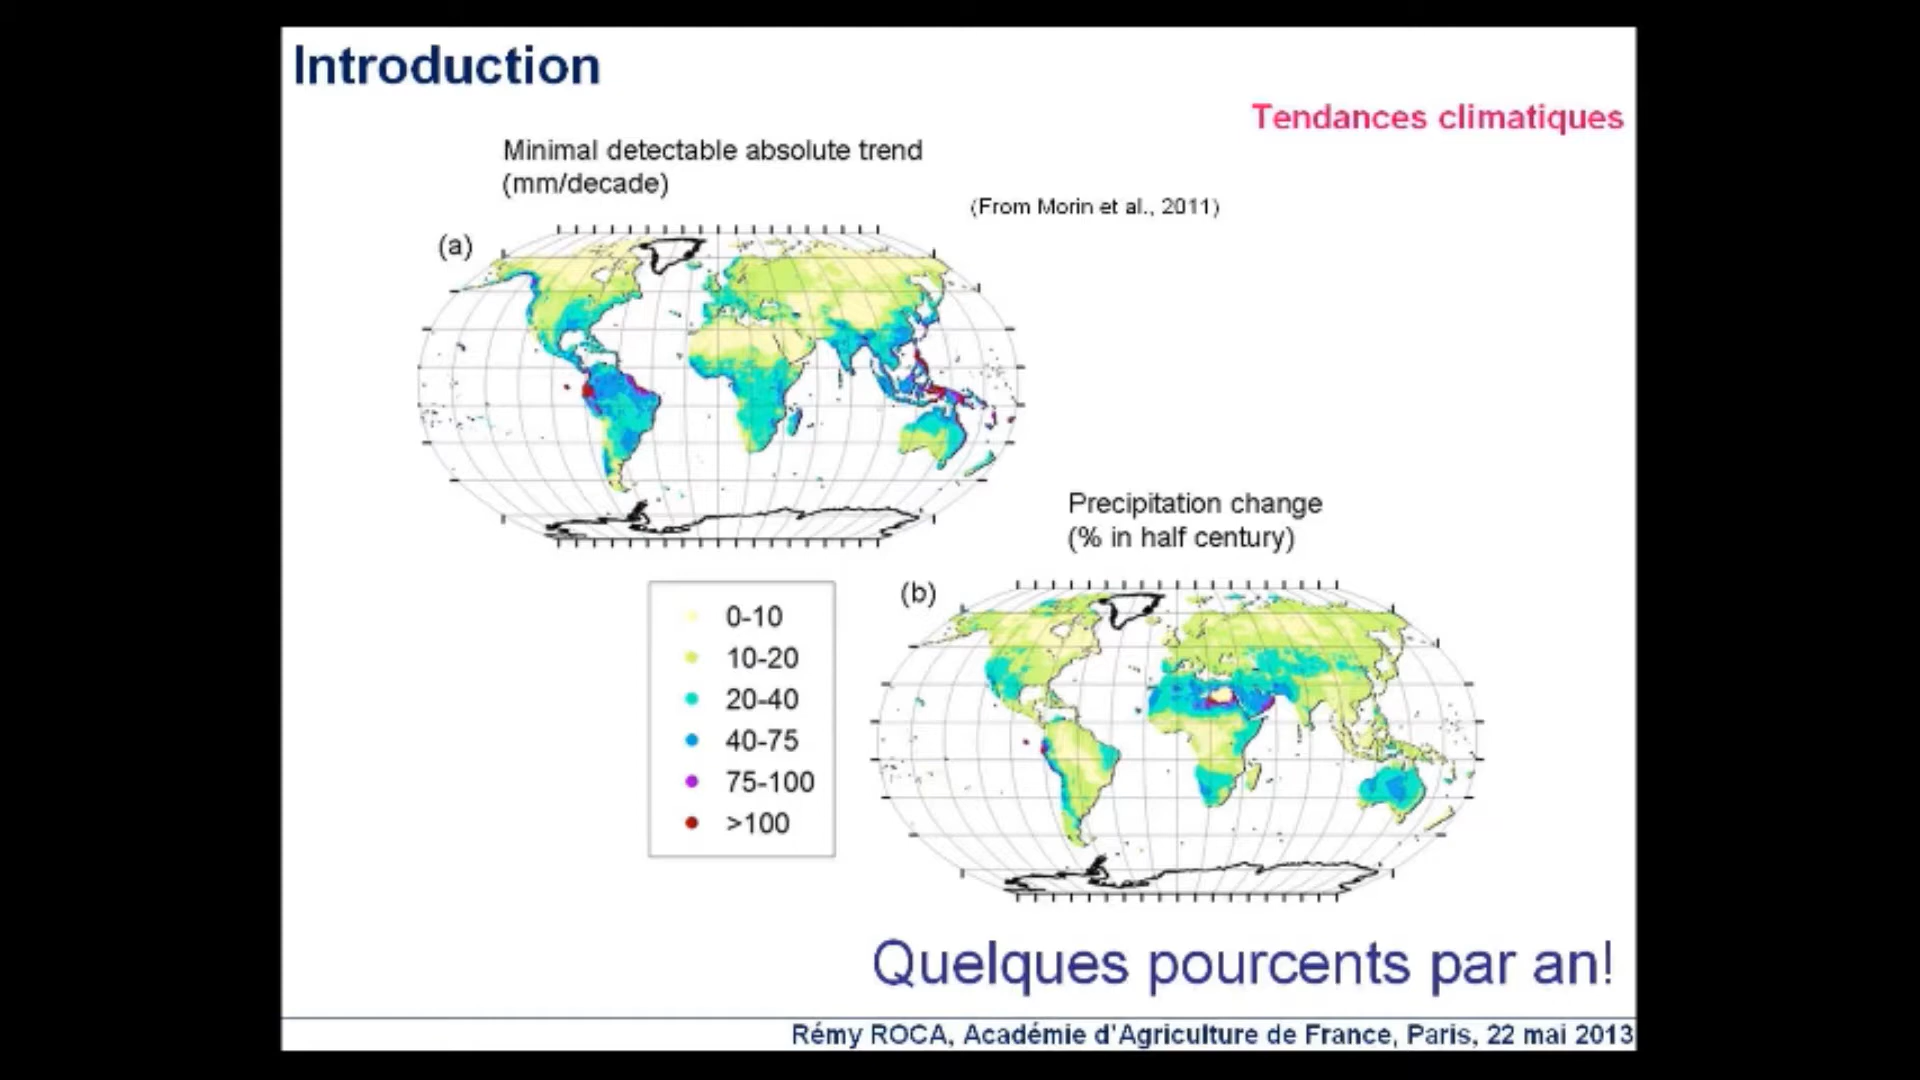 Introduction
Tendances climatiques
Minimal detectable absolute trend
(mm/decade)
(From Morin et al., 2011)
(a)
Precipitation change
(% in half century)
(b)
0-10
10-20
20-40
40-75
75-100
>100
Quelques pourcents par an!
Rémy ROCA, Académie d'Agriculture de France, Paris, 22 mai 2013